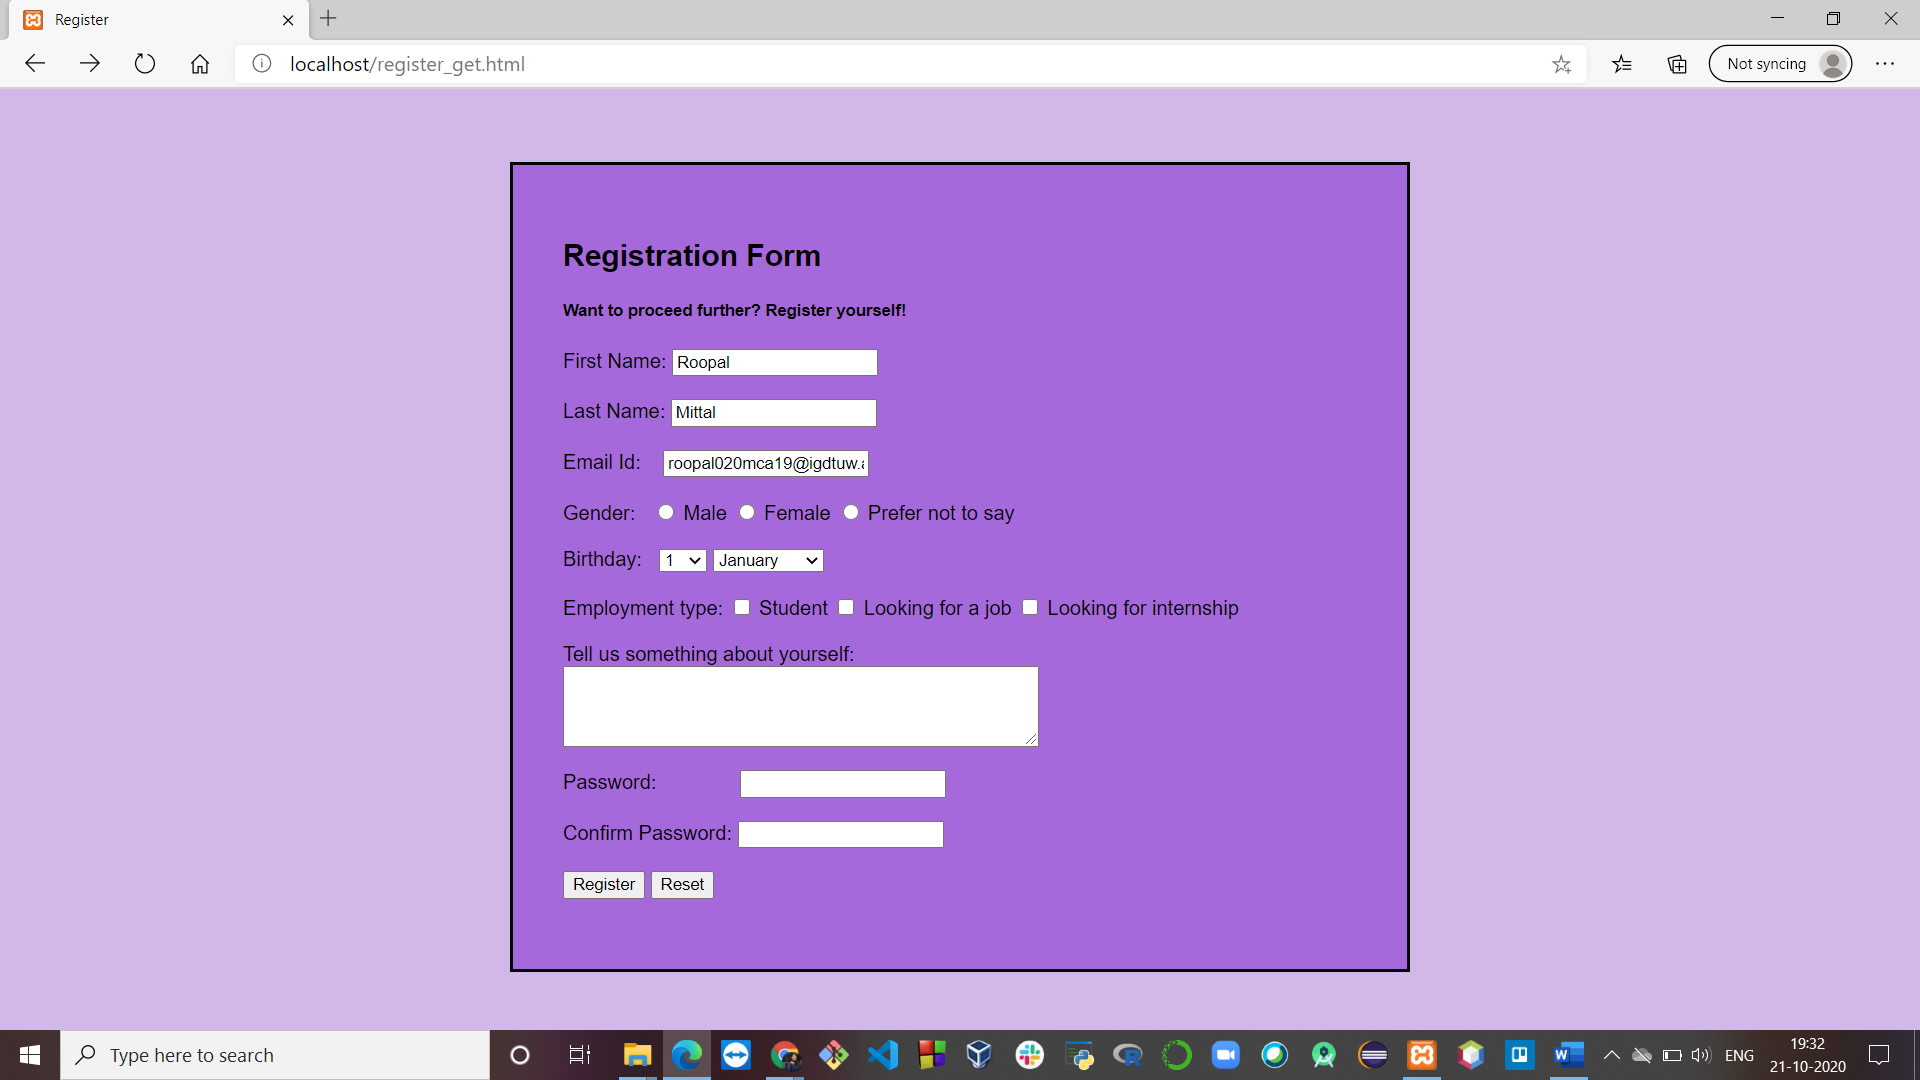 Register
localhost/register_get.html
Not syncing
Registration Form
Want to proceed further? Register yourself!
First Name: Roopal
Last Name: Mittal
Email Id: roopal020mca19@igdtuw.a
Gender: Male Female Prefer not to say
Birthday: 1 January
Employment type: Student Looking for a job Looking for internship
Tell us something about yourself:
Password:
Confirm Password:
Register Reset
Type here to search
ENG
19:32
21-10-2020